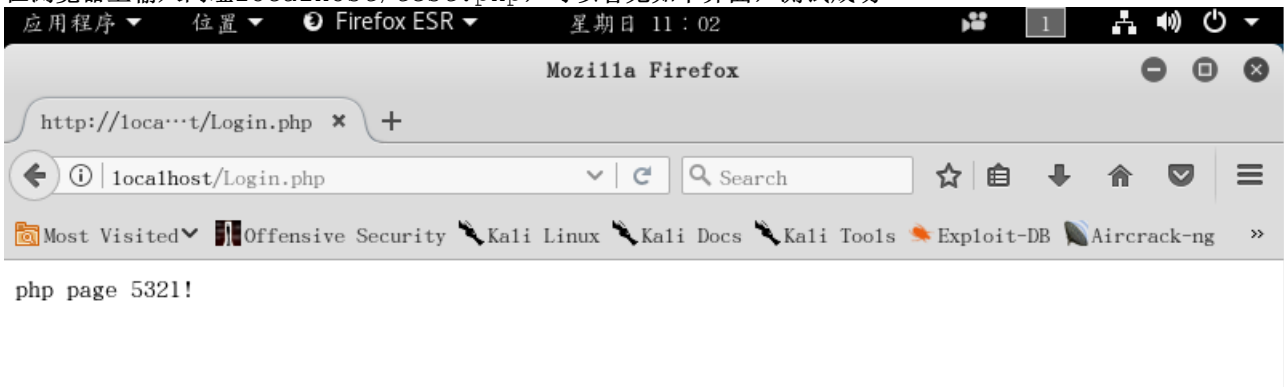 应用程序 ▼ 位置 ▼ Firefox ESR ▼ 星期日 11：02 1
Mozilla Firefox
http://loca…t/Login.php × +
localhost/Login.php Search
Most Visited Offensive Security Kali Linux Kali Docs Kali Tools Exploit-DB Aircrack-ng »
php page 5321!